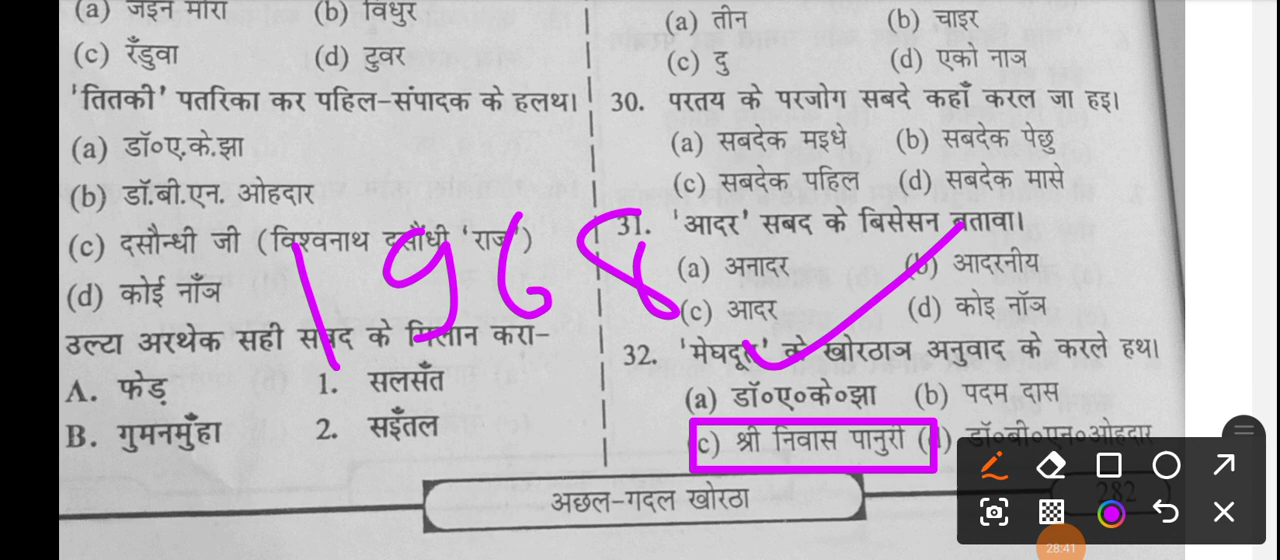 (a) जइन मोरा (b) विधुर
(c) रँडुवा (d) टुवर
'तितकी' पतरिका कर पहिल-संपादक के हलथ।
(a) डॉ०ए.के.झा
(b) डॉ.बी.एन. ओहदार
(c) दसौन्धी जी (विश्वनाथ दसौंधी 'राज')
(d) कोई नाँञ
उल्टा अरथेक सही सबद के मिलान करा-
A. फेड़ 1. सलसँत
B. गुमनमुँहा 2. सइँतल
(a) तीन (b) चाइर
(c) दु (d) एको नाञ
30. परतय के परजोग सबदे कहाँ करल जा हइ।
(a) सबदेक मइधे (b) सबदेक पेछु
(c) सबदेक पहिल (d) सबदेक मासे
31. 'आदर' सबद के बिसेसन बतावा।
(a) अनादर (b) आदरनीय
(c) आदर (d) कोइ नाँञ
32. 'मेघदूत' के खोरठाञ अनुवाद के करले हथ।
(a) डॉ०ए०के०झा (b) पदम दास
(c) श्री निवास पानुरी (d) डॉ०बी०एन०ओहदार
1968
अछल-गदल खोरठा
282
28:41